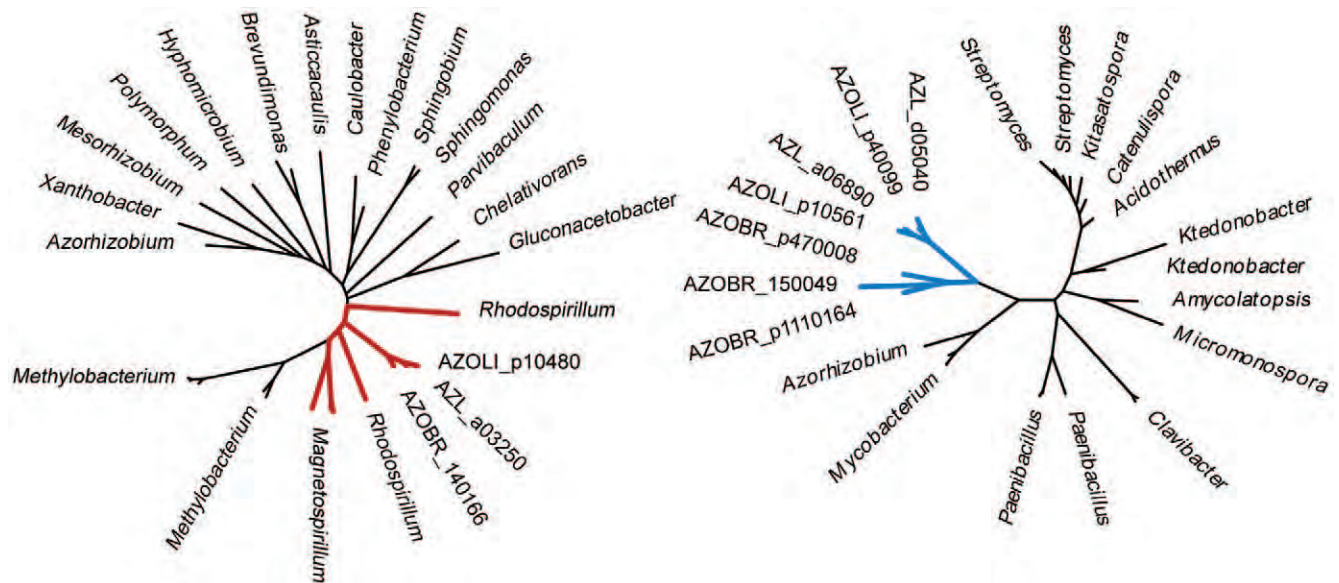 Azorhizobium
Xanthobacter
Mesorhizobium
Polymorphum
Hyphomicrobium
Brevundimonas
Asticcacaulis
Caulobacter
Phenylobacterium
Sphingobium
Sphingomonas
Parvibaculum
Chelativorans
Gluconacetobacter
Rhodospirillum
AZOLI_p10480
AZL_a03250
AZOBR_140166
Rhodospirillum
Magnetospirillum
Methylobacterium
Methylobacterium
AZOBR_p1110164
AZOBR_150049
AZOBR_p470008
AZOLI_p10561
AZL_a06890
AZOLI_p40099
AZL_d05040
Streptomyces
Streptomyces
Kitasatospora
Catenulispora
Acidothermus
Ktedonobacter
Ktedonobacter
Amycolatopsis
Micromonospora
Clavibacter
Paenibacillus
Paenibacillus
Mycobacterium
Azorhizobium